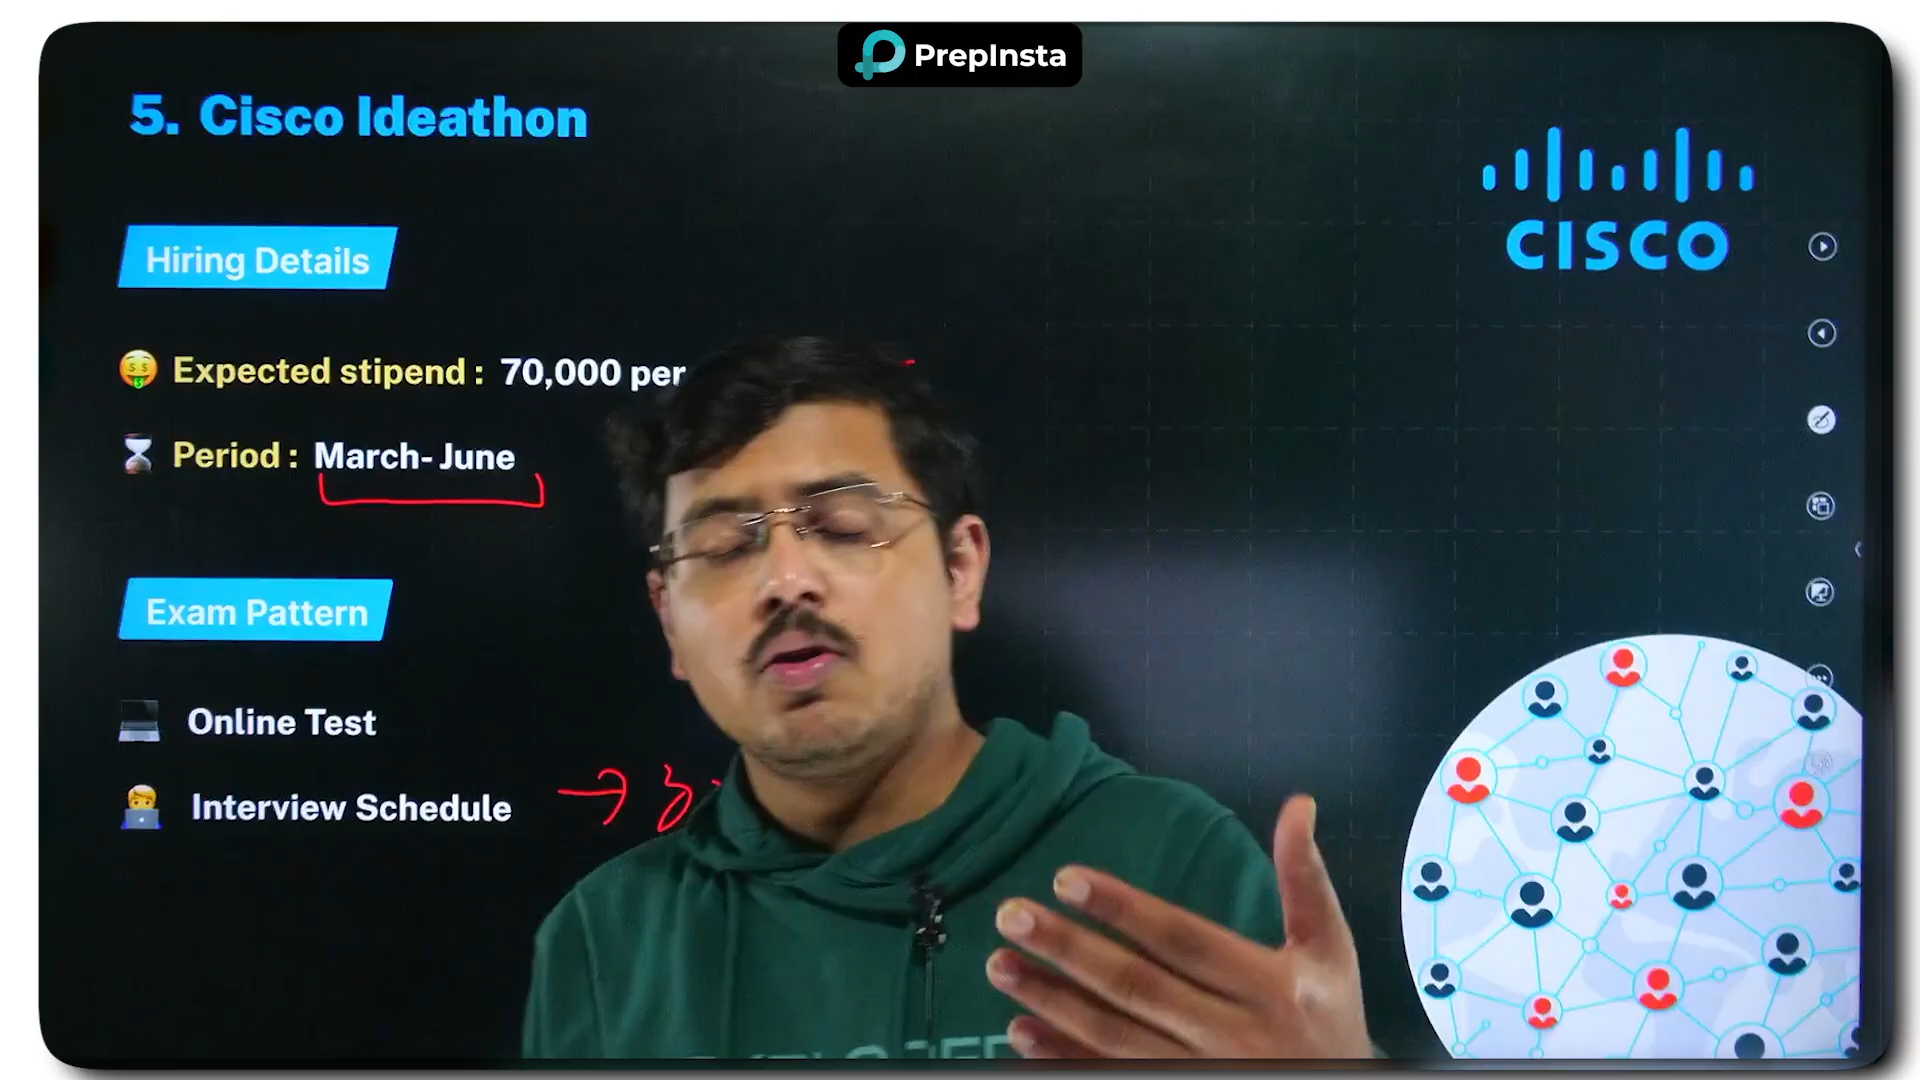 PrepInsta
5. Cisco Ideathon
CISCO
Hiring Details
Expected stipend : 70,000 per
Period : March- June
Exam Pattern
Online Test
Interview Schedule